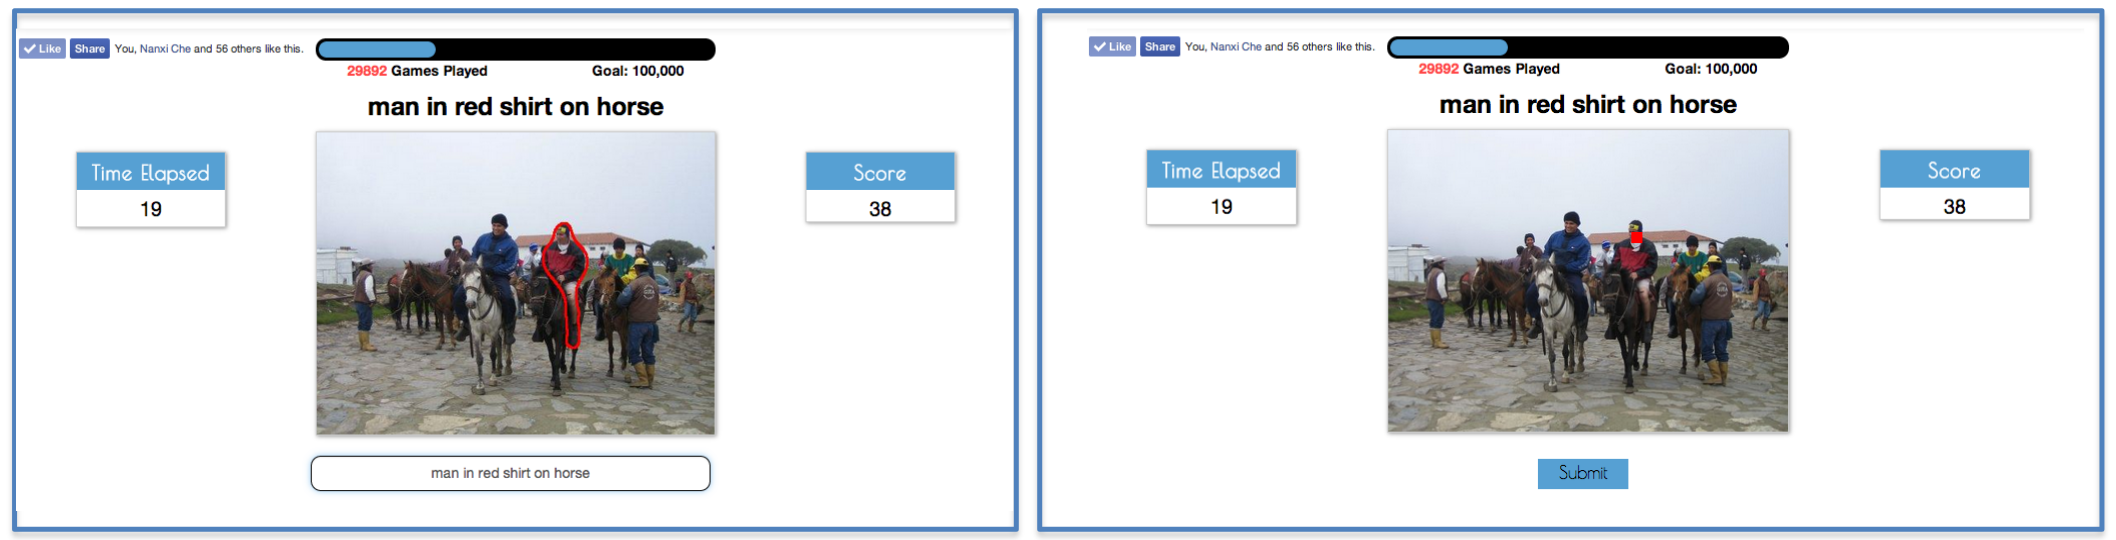 Like Share You, Nanxi Che and 56 others like this.
29892 Games Played Goal: 100,000
man in red shirt on horse
Time Elapsed
19
Score
38
man in red shirt on horse
Like Share You, Nanxi Che and 56 others like this.
29892 Games Played Goal: 100,000
man in red shirt on horse
Time Elapsed
19
Score
38
Submit